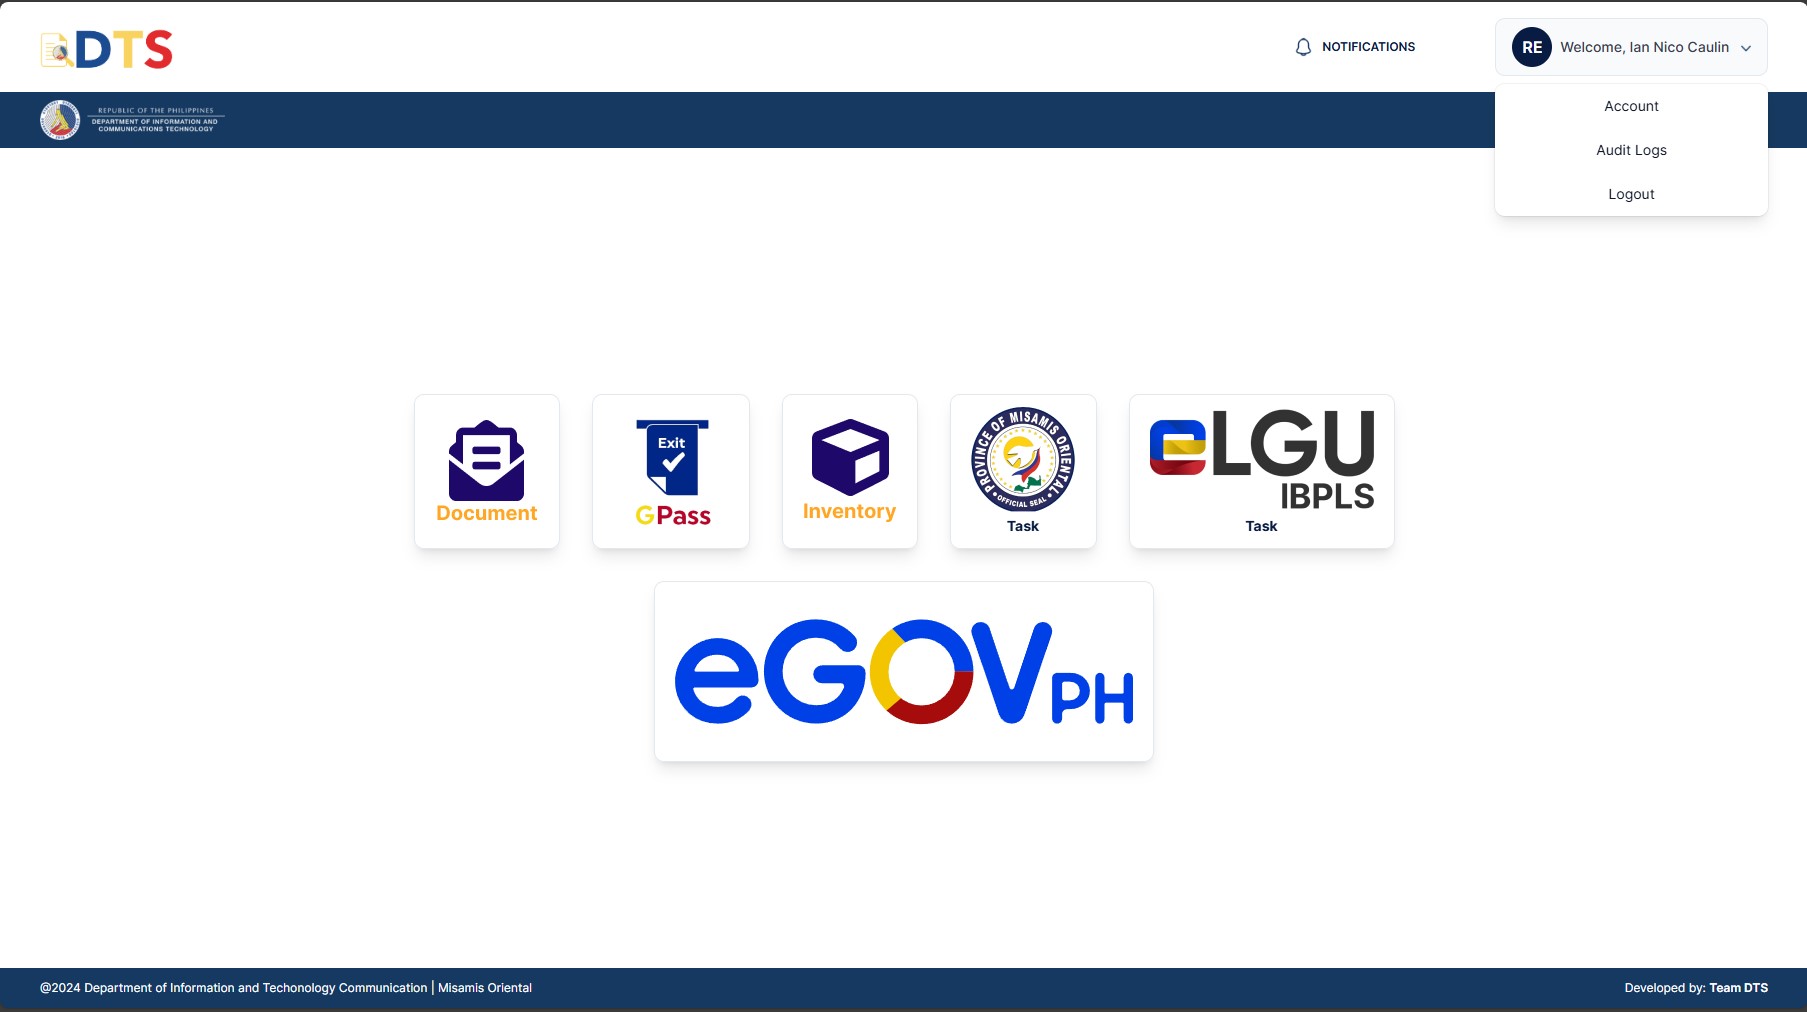 DTS
NOTIFICATIONS
RE
Welcome, Ian Nico Caulin
REPUBLIC OF THE PHILIPPINES
DEPARTMENT OF INFORMATION AND
COMMUNICATIONS TECHNOLOGY
Account
Audit Logs
Logout
Document
Exit
GPass
Inventory
PROVINCE OF MISAMIS ORIENTAL
OFFICIAL SEAL
Task
eLGU
IBPLS
Task
eGOVPH
@2024 Department of Information and Techonology Communication | Misamis Oriental
Developed by: Team DTS